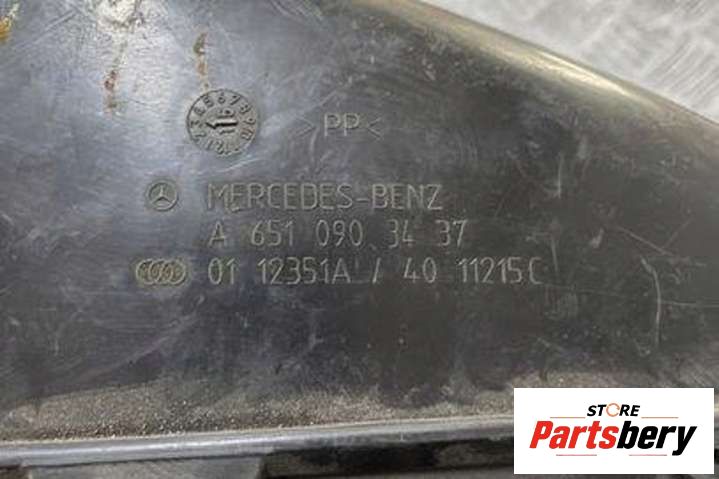 >PP<
MERCEDES-BENZ
A 651 090 34 37
01 12351A / 40 11215C
STORE
Partsbery